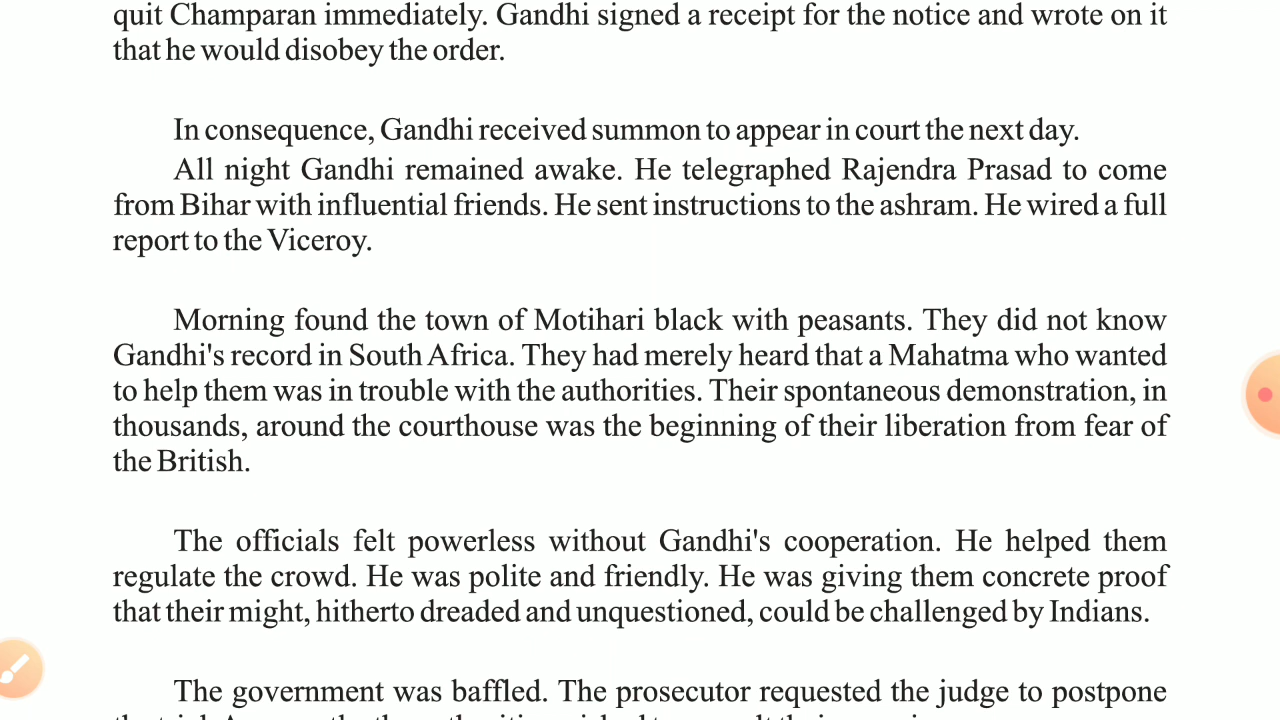 quit Champaran immediately. Gandhi signed a receipt for the notice and wrote on it
that he would disobey the order.
In consequence, Gandhi received summon to appear in court the next day.
All night Gandhi remained awake. He telegraphed Rajendra Prasad to come
from Bihar with influential friends. He sent instructions to the ashram. He wired a full
report to the Viceroy.
Morning found the town of Motihari black with peasants. They did not know
Gandhi's record in South Africa. They had merely heard that a Mahatma who wanted
to help them was in trouble with the authorities. Their spontaneous demonstration, in
thousands, around the courthouse was the beginning of their liberation from fear of
the British.
The officials felt powerless without Gandhi's cooperation. He helped them
regulate the crowd. He was polite and friendly. He was giving them concrete proof
that their might, hitherto dreaded and unquestioned, could be challenged by Indians.
The government was baffled. The prosecutor requested the judge to postpone